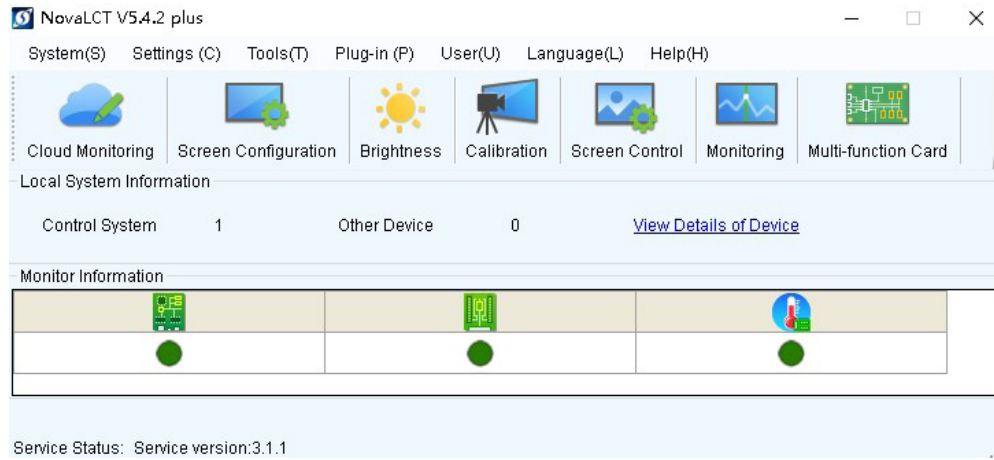 NovaLCT V5.4.2 plus
System(S) Settings (C) Tools(T) Plug-in (P) User(U) Language(L) Help(H)
Cloud Monitoring Screen Configuration Brightness Calibration Screen Control Monitoring Multi-function Card
Local System Information
Control System 1 Other Device 0 View Details of Device
Monitor Information
Service Status: Service version:3.1.1